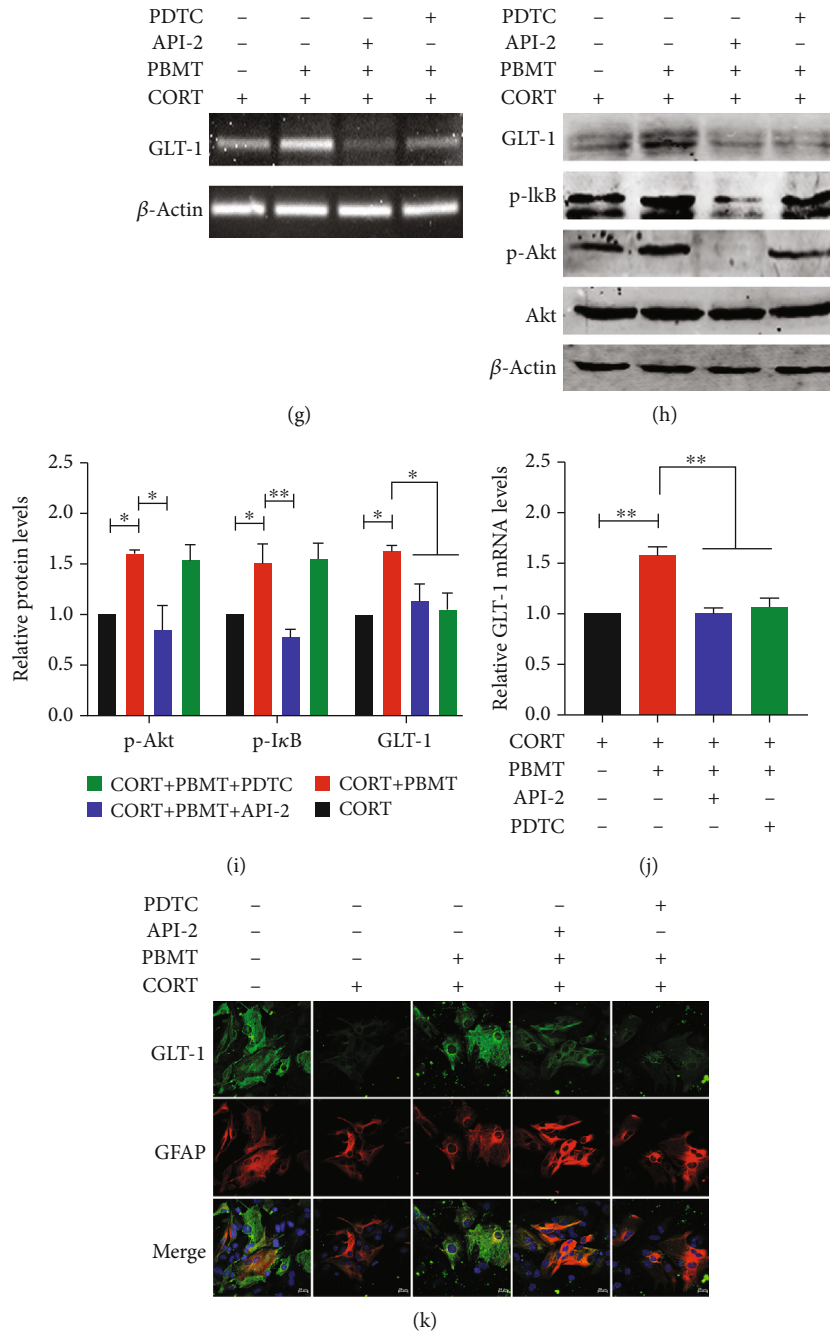 PDTC – – – +
API-2 – – + –
PBMT – + + +
CORT + + + +
GLT-1
β-Actin
(g)
PDTC – – – +
API-2 – – + –
PBMT – + + +
CORT + + + +
GLT-1
p-lkB
p-Akt
Akt
β-Actin
(h)
Relative protein levels
2.5
2.0
1.5
1.0
0.5
0.0
* *
* **
* *
p-Akt p-IκB GLT-1
CORT+PBMT+PDTC CORT+PBMT
CORT+PBMT+API-2 CORT
(i)
Relative GLT-1 mRNA levels
2.5
2.0
1.5
1.0
0.5
0.0
**
**
CORT + + + +
PBMT – + + +
API-2 – – + –
PDTC – – – +
(j)
PDTC – – – – +
API-2 – – – + –
PBMT – – + + +
CORT – + + + +
GLT-1
GFAP
Merge
(k)